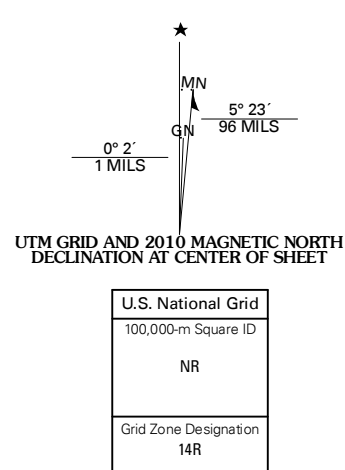 ★
MN
GN
5° 23´
96 MILS
0° 2´
1 MILS
UTM GRID AND 2010 MAGNETIC NORTH
DECLINATION AT CENTER OF SHEET
U.S. National Grid
100,000-m Square ID
NR
Grid Zone Designation
14R